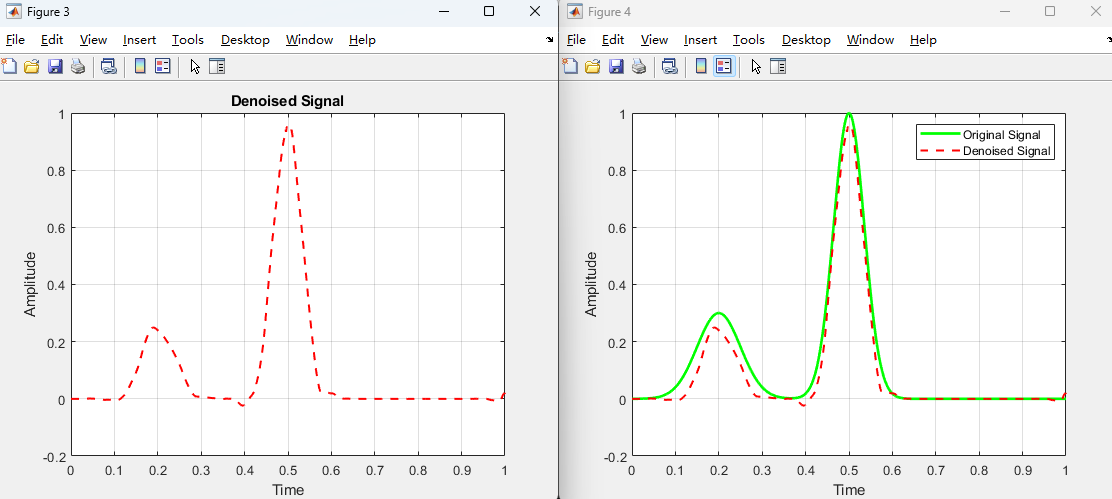 Figure 3
File Edit View Insert Tools Desktop Window Help
Denoised Signal
1
0.8
0.6
0.4
0.2
0
-0.2
Amplitude
0 0.1 0.2 0.3 0.4 0.5 0.6 0.7 0.8 0.9 1
Time
Figure 4
File Edit View Insert Tools Desktop Window Help
Original Signal
Denoised Signal
1
0.8
0.6
0.4
0.2
0
-0.2
Amplitude
0 0.1 0.2 0.3 0.4 0.5 0.6 0.7 0.8 0.9 1
Time